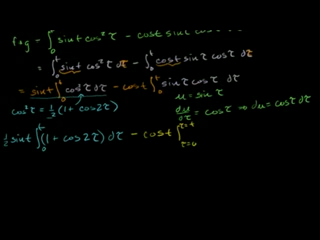 f*g = ∫₀ᵗ sin t cos² τ dτ - cos t sin τ cos
= ∫₀ᵗ sin t cos² τ dτ - ∫₀ᵗ cos t sin τ cos τ dτ
= sin t ∫₀ᵗ cos² τ dτ - cos t ∫₀ᵗ sin τ cos τ dτ
cos² τ = 1/2 (1 + cos 2τ)
u = sin τ
du/dτ = cos τ ⇒ du = cos τ dτ
1/2 sin t ∫₀ᵗ (1 + cos 2τ) dτ - cos t ∫_{τ=0}^{τ=t}